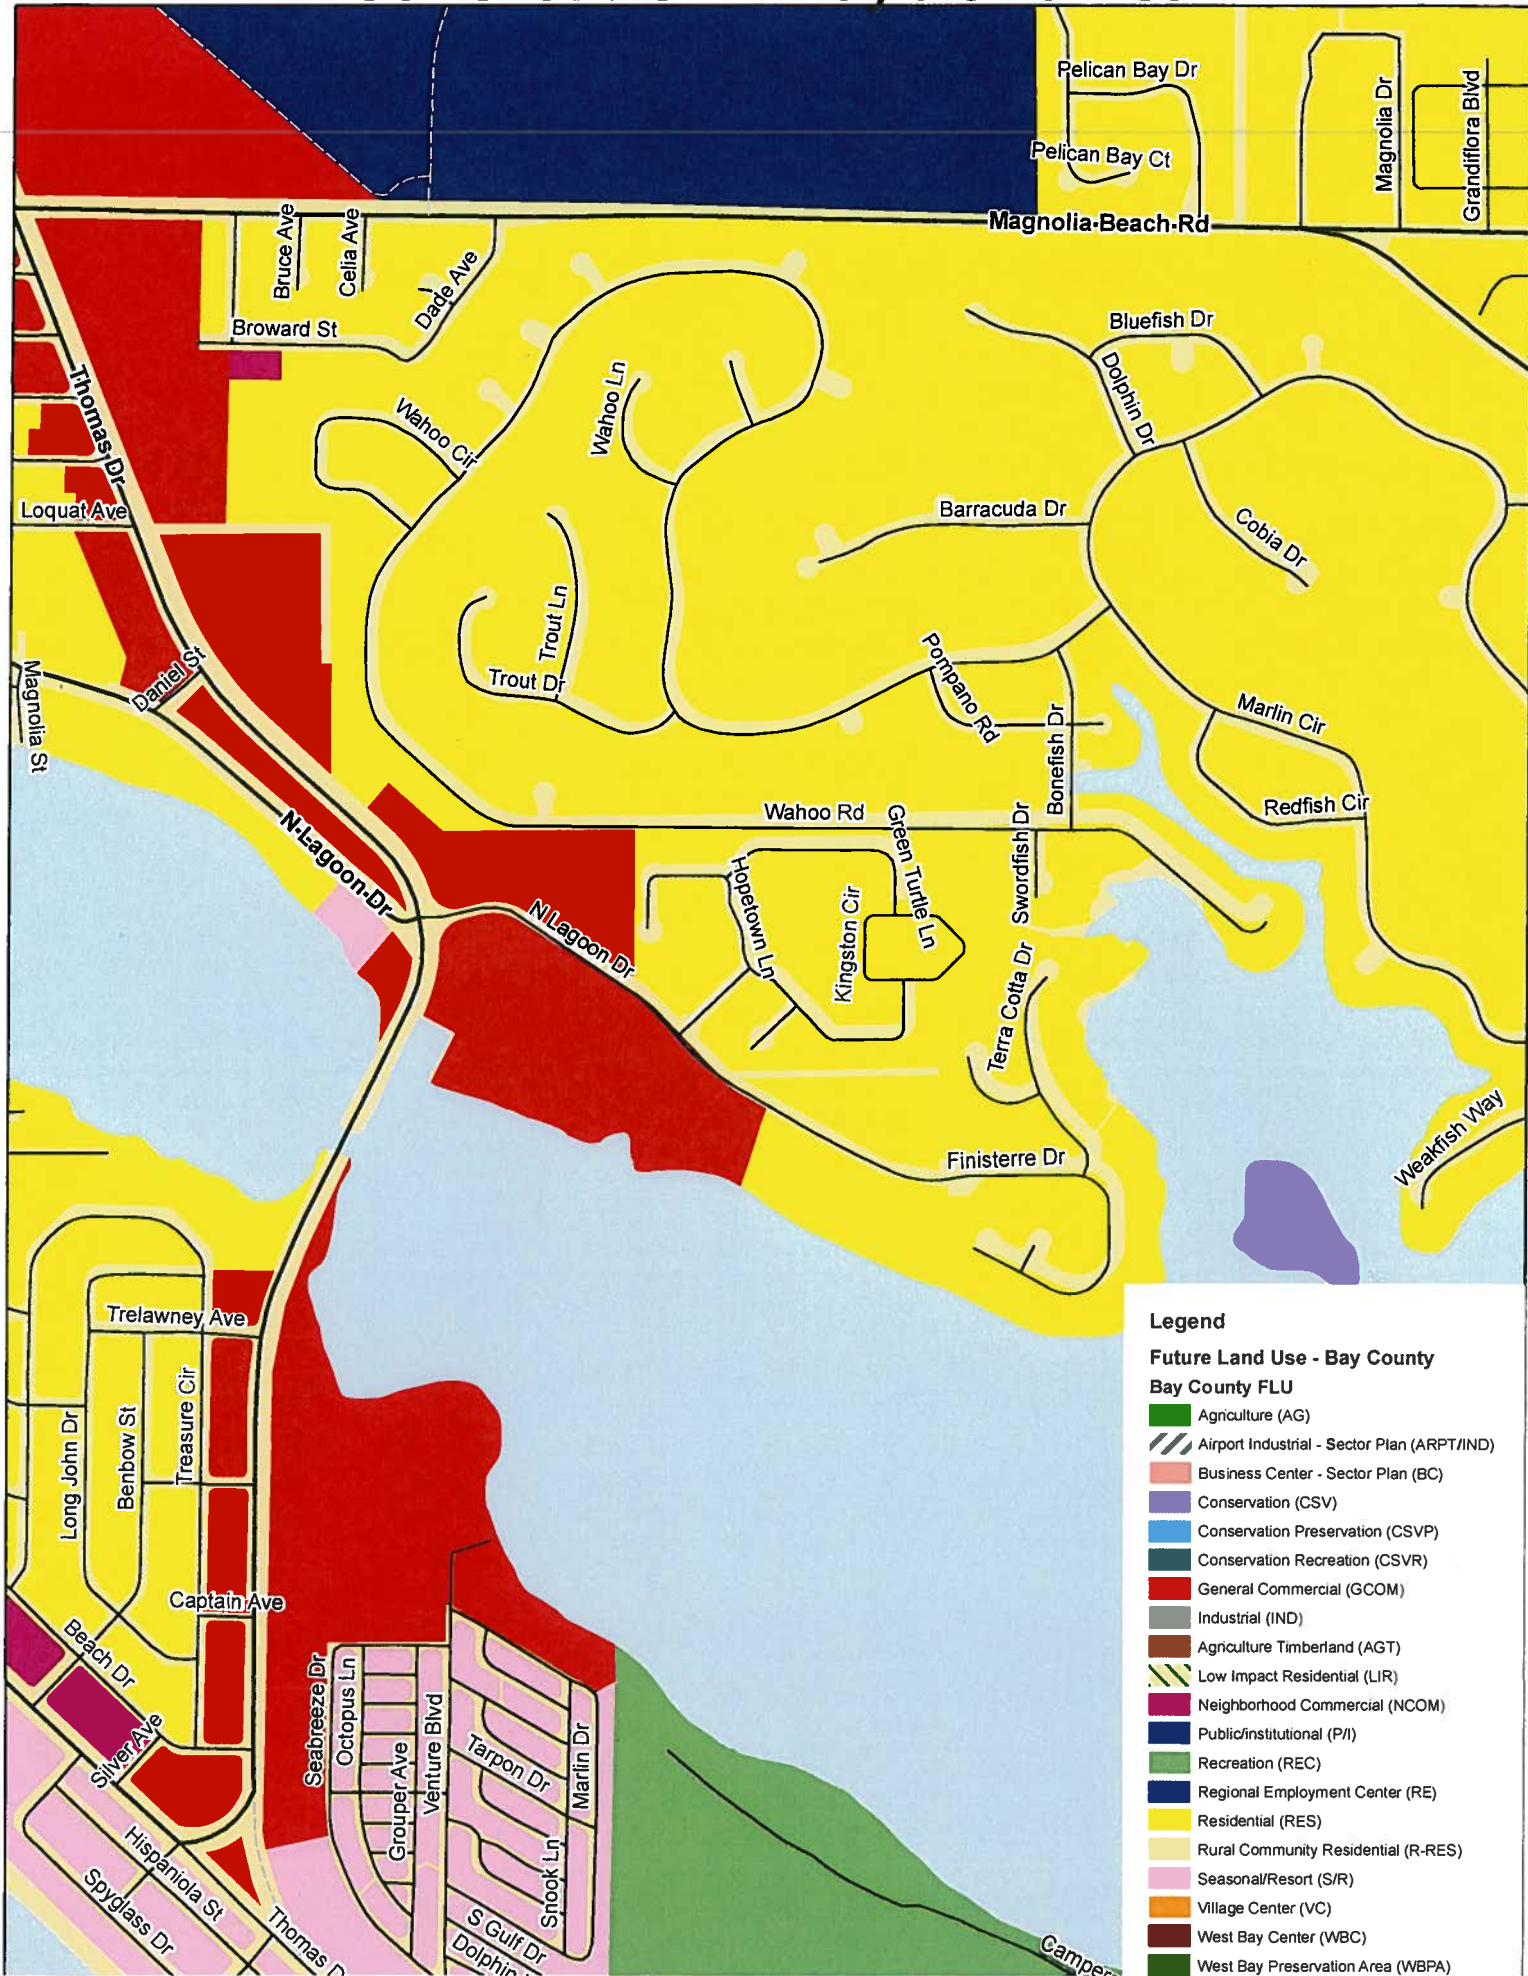 Pelican Bay Dr
Magnolia Dr
Grandiflora Blvd
Pelican Bay Ct
Magnolia Beach Rd
Bruce Ave
Celia Ave
Dade Ave
Broward St
Bluefish Dr
Dolphin Dr
Thomas Dr
Wahoo Ln
Wahoo Cir
Loquat Ave
Barracuda Dr
Cobia Dr
Trout Ln
Trout Dr
Daniel St
Magnolia St
Pompano Rd
Bonefish Dr
Marlin Cir
Redfish Cir
Wahoo Rd
Green Turtle Ln
Swordfish Dr
N Lagoon Dr
Hopetown Ln
Kingston Cir
N Lagoon Dr
Terra Cotta Dr
Weakfish Way
Finisterre Dr
Trelawney Ave
Long John Dr
Benbow St
Treasure Cir
Captain Ave
Beach Dr
Silver Ave
Seabreeze Dr
Octopus Ln
Grouper Ave
Venture Blvd
Tarpon Dr
Marlin Dr
Snook Ln
Hispaniola St
Spyglass Dr
Thomas D
S Gulf Dr
Dolphin
Camper
Legend
Future Land Use - Bay County
Bay County FLU
Agriculture (AG)
Airport Industrial - Sector Plan (ARPT/IND)
Business Center - Sector Plan (BC)
Conservation (CSV)
Conservation Preservation (CSVP)
Conservation Recreation (CSVR)
General Commercial (GCOM)
Industrial (IND)
Agriculture Timberland (AGT)
Low Impact Residential (LIR)
Neighborhood Commercial (NCOM)
Public/institutional (P/I)
Recreation (REC)
Regional Employment Center (RE)
Residential (RES)
Rural Community Residential (R-RES)
Seasonal/Resort (S/R)
Village Center (VC)
West Bay Center (WBC)
West Bay Preservation Area (WBPA)